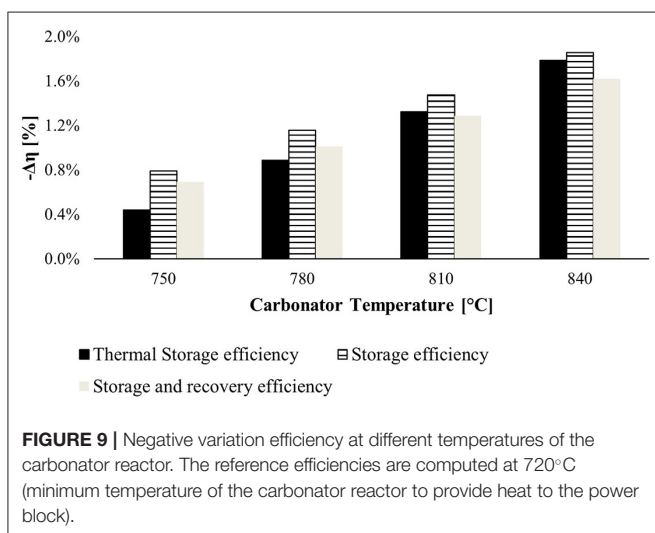 2.0%
1.6%
1.2%
0.8%
0.4%
0.0%
-Δη [%]
750 780 810 840
Carbonator Temperature [°C]
Thermal Storage efficiency Storage efficiency
Storage and recovery efficiency
FIGURE 9 | Negative variation efficiency at different temperatures of the
carbonator reactor. The reference efficiencies are computed at 720°C
(minimum temperature of the carbonator reactor to provide heat to the power
block).